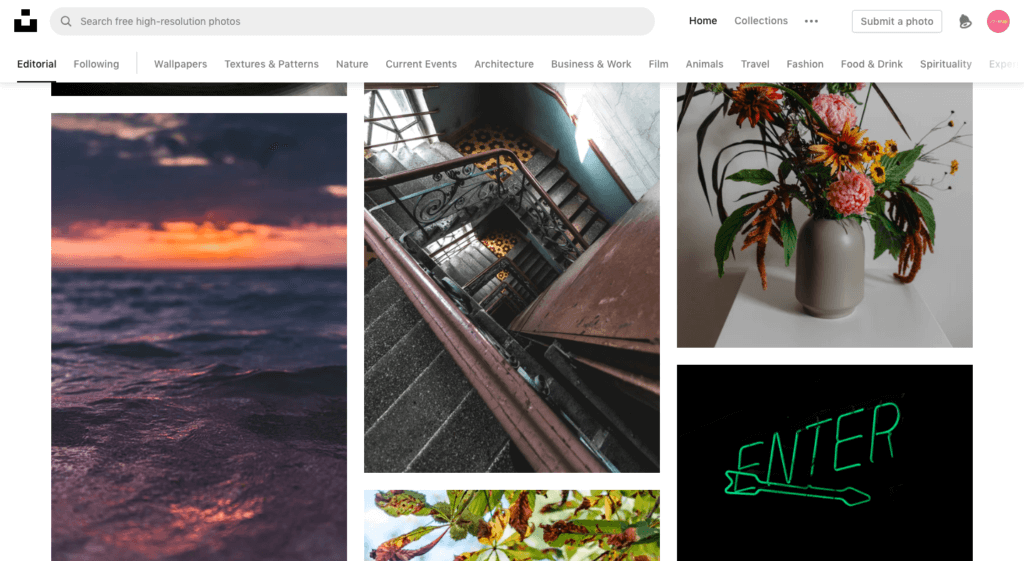 Search free high-resolution photos
Home Collections
Submit a photo
Editorial Following Wallpapers Textures & Patterns Nature Current Events Architecture Business & Work Film Animals Travel Fashion Food & Drink Spirituality
ENTER